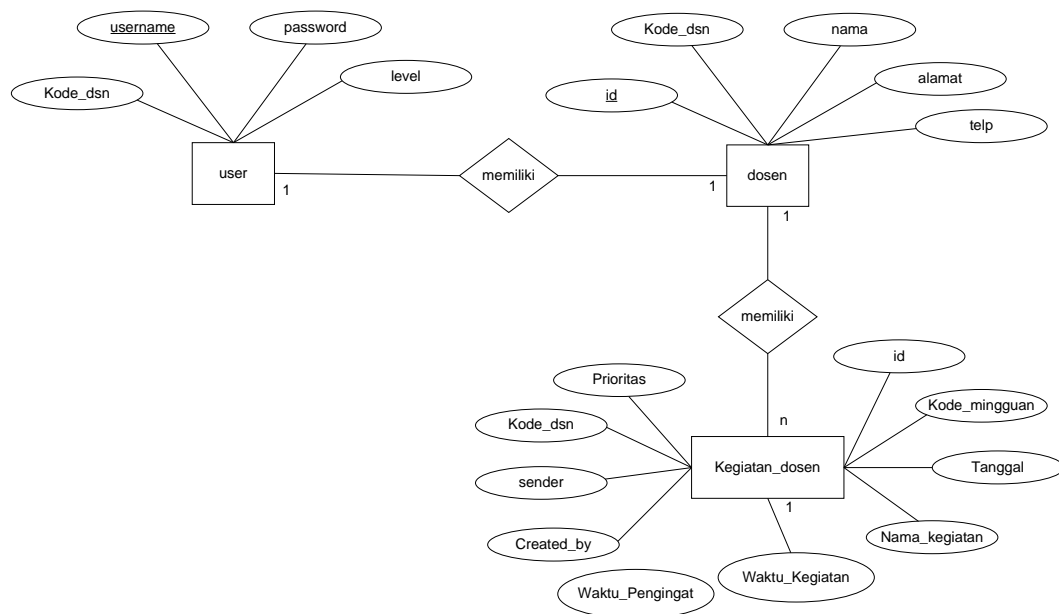 username
password
Kode_dsn
level
user
1
memiliki
Kode_dsn
nama
id
alamat
telp
1
dosen
1
memiliki
n
Prioritas
id
Kode_dsn
Kode_mingguan
sender
Kegiatan_dosen
Tanggal
1
Created_by
Nama_kegiatan
Waktu_Pengingat
Waktu_Kegiatan